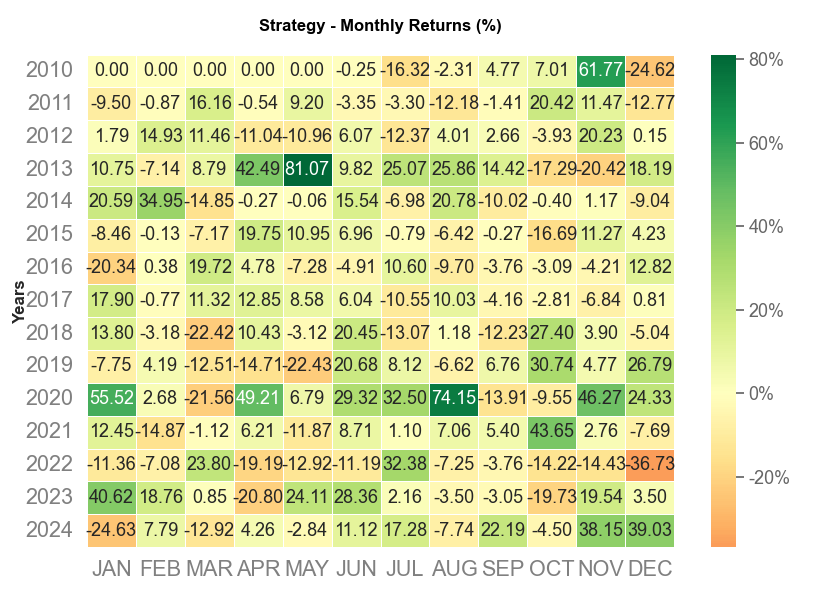 Strategy - Monthly Returns (%)
Years
2010 0.00 0.00 0.00 0.00 0.00 -0.25 -16.32 -2.31 4.77 7.01 61.77 -24.62
2011 -9.50 -0.87 16.16 -0.54 9.20 -3.35 -3.30 -12.18 -1.41 20.42 11.47 -12.77
2012 1.79 14.93 11.46 -11.04 -10.96 6.07 -12.37 4.01 2.66 -3.93 20.23 0.15
2013 10.75 -7.14 8.79 42.49 81.07 9.82 25.07 25.86 14.42 -17.29 -20.42 18.19
2014 20.59 34.95 -14.85 -0.27 -0.06 15.54 -6.98 20.78 -10.02 -0.40 1.17 -9.04
2015 -8.46 -0.13 -7.17 19.75 10.95 6.96 -0.79 -6.42 -0.27 -16.69 11.27 4.23
2016 -20.34 0.38 19.72 4.78 -7.28 -4.91 10.60 -9.70 -3.76 -3.09 -4.21 12.82
2017 17.90 -0.77 11.32 12.85 8.58 6.04 -10.55 10.03 -4.16 -2.81 -6.84 0.81
2018 13.80 -3.18 -22.42 10.43 -3.12 20.45 -13.07 1.18 -12.23 27.40 3.90 -5.04
2019 -7.75 4.19 -12.51 -14.71 -22.43 20.68 8.12 -6.62 6.76 30.74 4.77 26.79
2020 55.52 2.68 -21.56 49.21 6.79 29.32 32.50 74.15 -13.91 -9.55 46.27 24.33
2021 12.45 -14.87 -1.12 6.21 -11.87 8.71 1.10 7.06 5.40 43.65 2.76 -7.69
2022 -11.36 -7.08 23.80 -19.19 -12.92 -11.19 32.38 -7.25 -3.76 -14.22 -14.43 -36.73
2023 40.62 18.76 0.85 -20.80 24.11 28.36 2.16 -3.50 -3.05 -19.73 19.54 3.50
2024 -24.63 7.79 -12.92 4.26 -2.84 11.12 17.28 -7.74 22.19 -4.50 38.15 39.03
JAN FEB MAR APR MAY JUN JUL AUG SEP OCT NOV DEC
80%
60%
40%
20%
0%
-20%